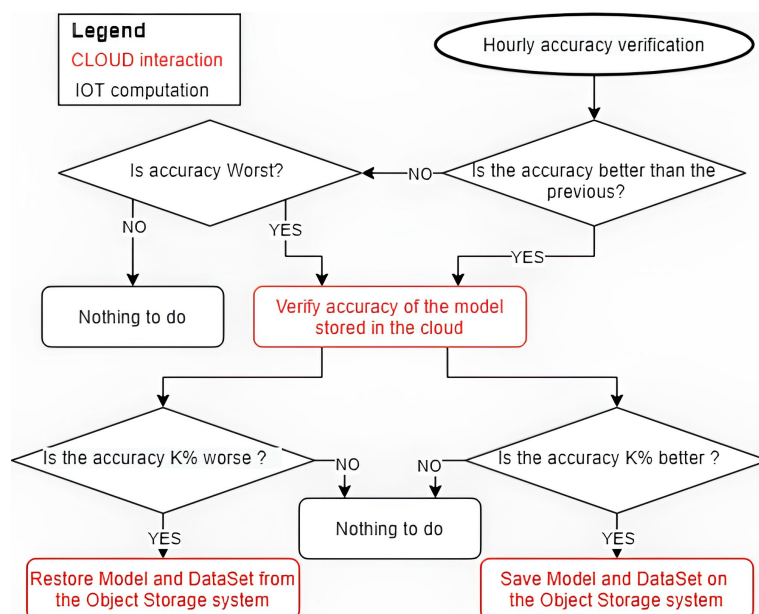 Legend
CLOUD interaction
IOT computation
Hourly accuracy verification
Is accuracy Worst?
NO
Is the accuracy better than the
previous?
NO
YES
YES
Nothing to do
Verify accuracy of the model
stored in the cloud
Is the accuracy K% worse ?
NO
NO
Is the accuracy K% better ?
Nothing to do
YES
YES
Restore Model and DataSet from
the Object Storage system
Save Model and DataSet on
the Object Storage system